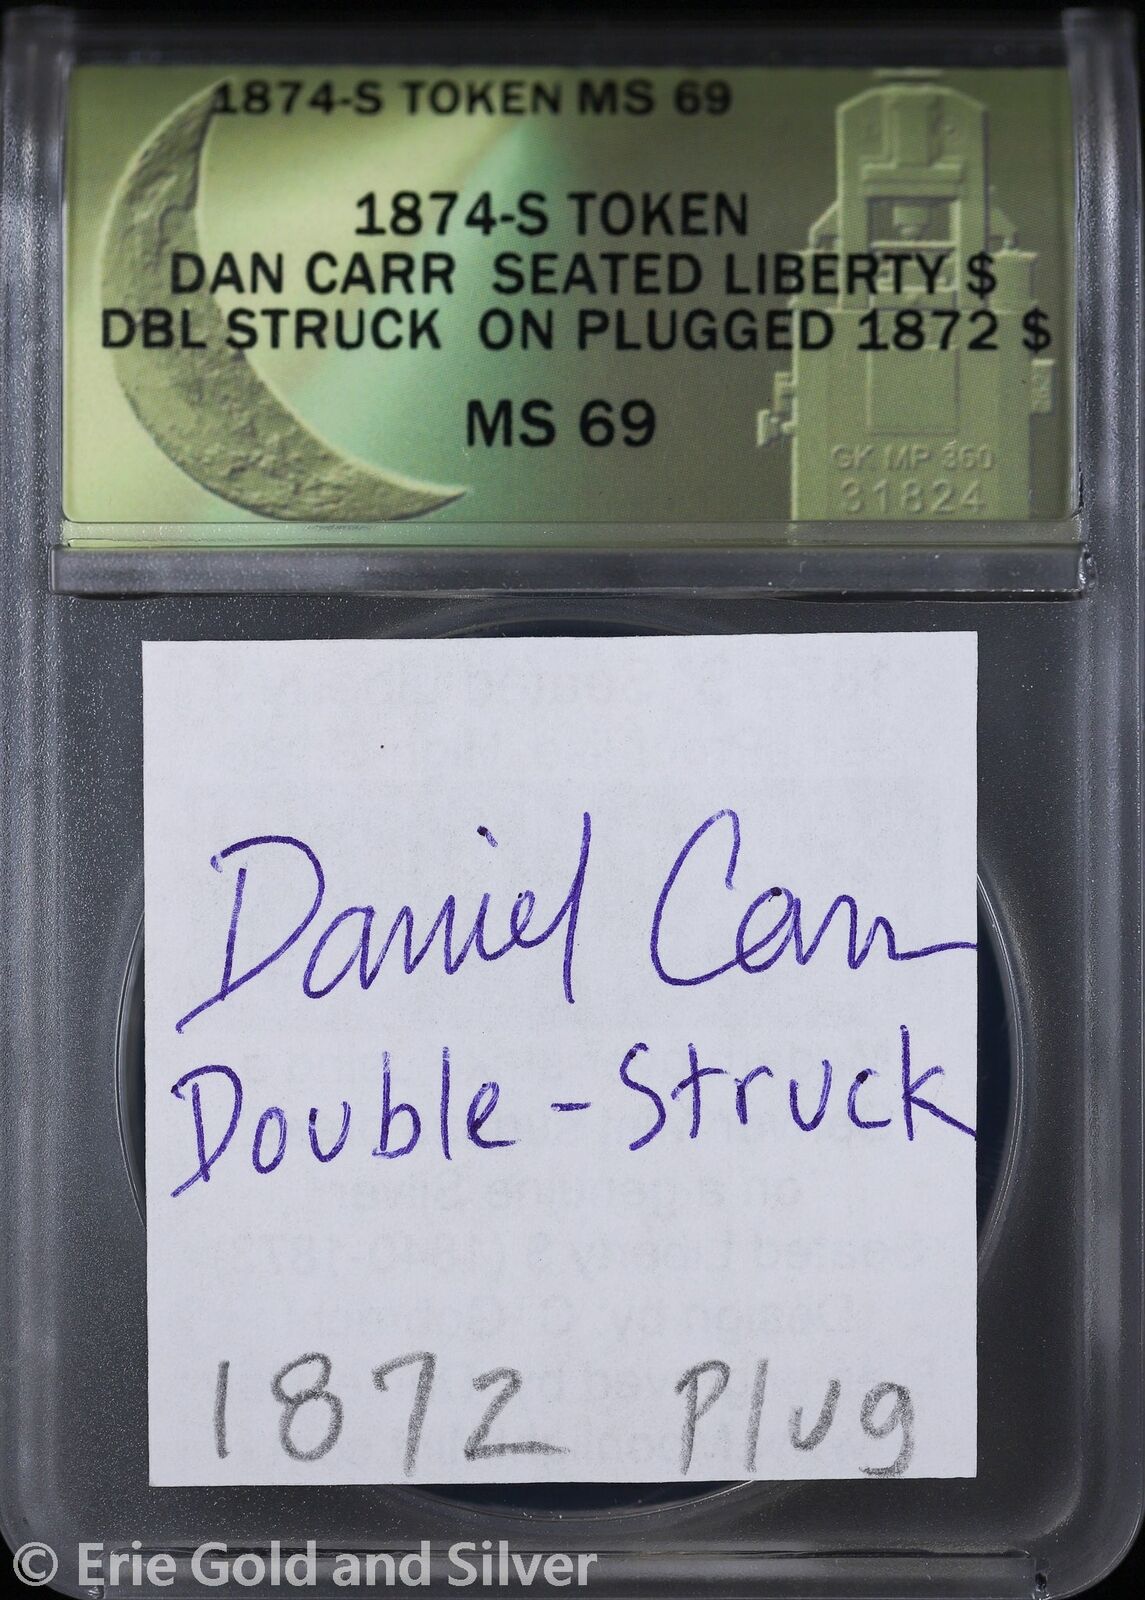 1874-S TOKEN MS 69
1874-S TOKEN
DAN CARR SEATED LIBERTY $
DBL STRUCK ON PLUGGED 1872 $
MS 69
GK MP 360
31824
Daniel Carr
Double-Struck
1872 Plug
© Erie Gold and Silver